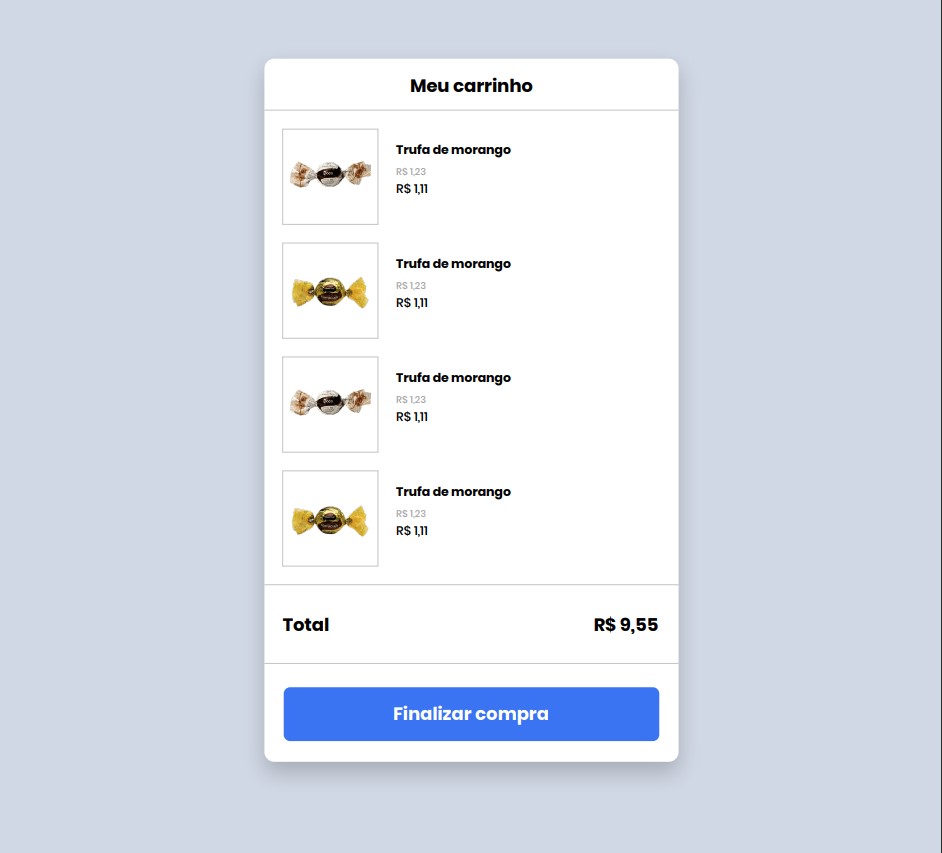 Meu carrinho
Trufa de morango
R$ 1,23
R$ 1,11
Trufa de morango
R$ 1,23
R$ 1,11
Trufa de morango
R$ 1,23
R$ 1,11
Trufa de morango
R$ 1,23
R$ 1,11
Total R$ 9,55
Finalizar compra